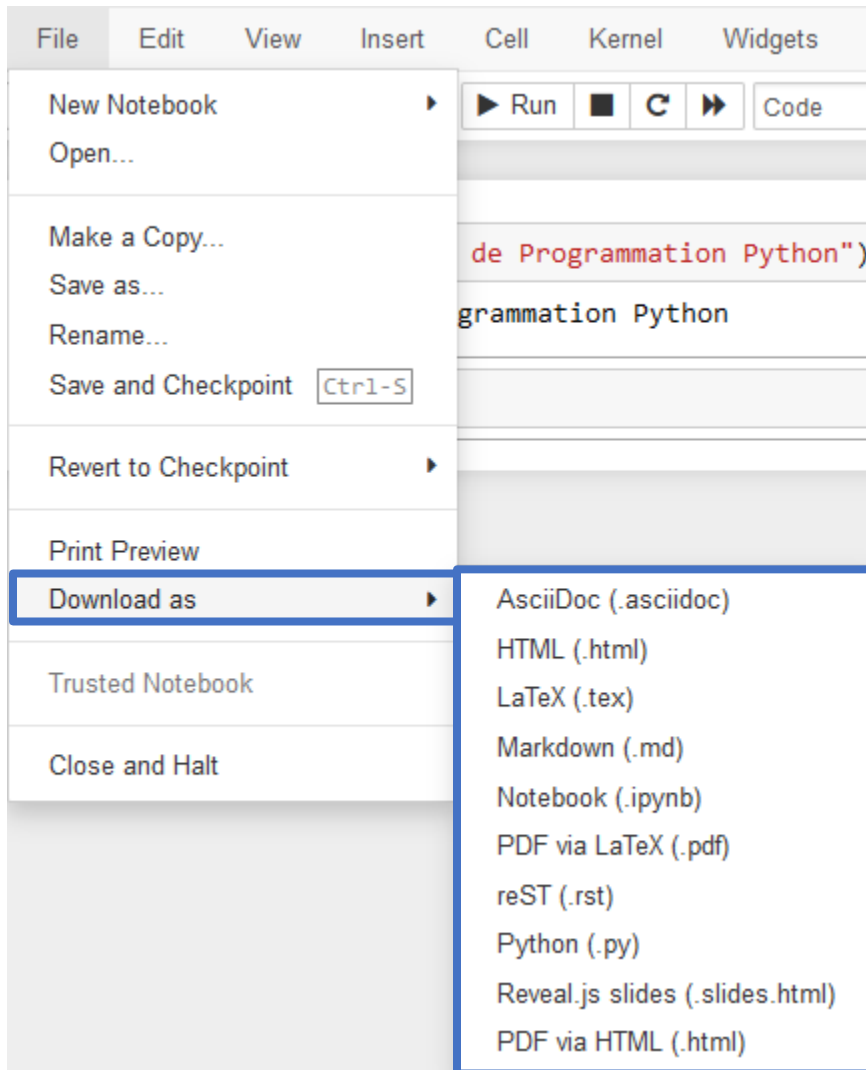 File Edit View Insert Cell Kernel Widgets
New Notebook
Run Code
Open...
Make a Copy...
de Programmation Python")
Save as...
grammation Python
Rename...
Save and Checkpoint Ctrl-S
Revert to Checkpoint
Print Preview
Download as
AsciiDoc (.asciidoc)
HTML (.html)
LaTeX (.tex)
Markdown (.md)
Notebook (.ipynb)
PDF via LaTeX (.pdf)
reST (.rst)
Python (.py)
Reveal.js slides (.slides.html)
PDF via HTML (.html)
Trusted Notebook
Close and Halt